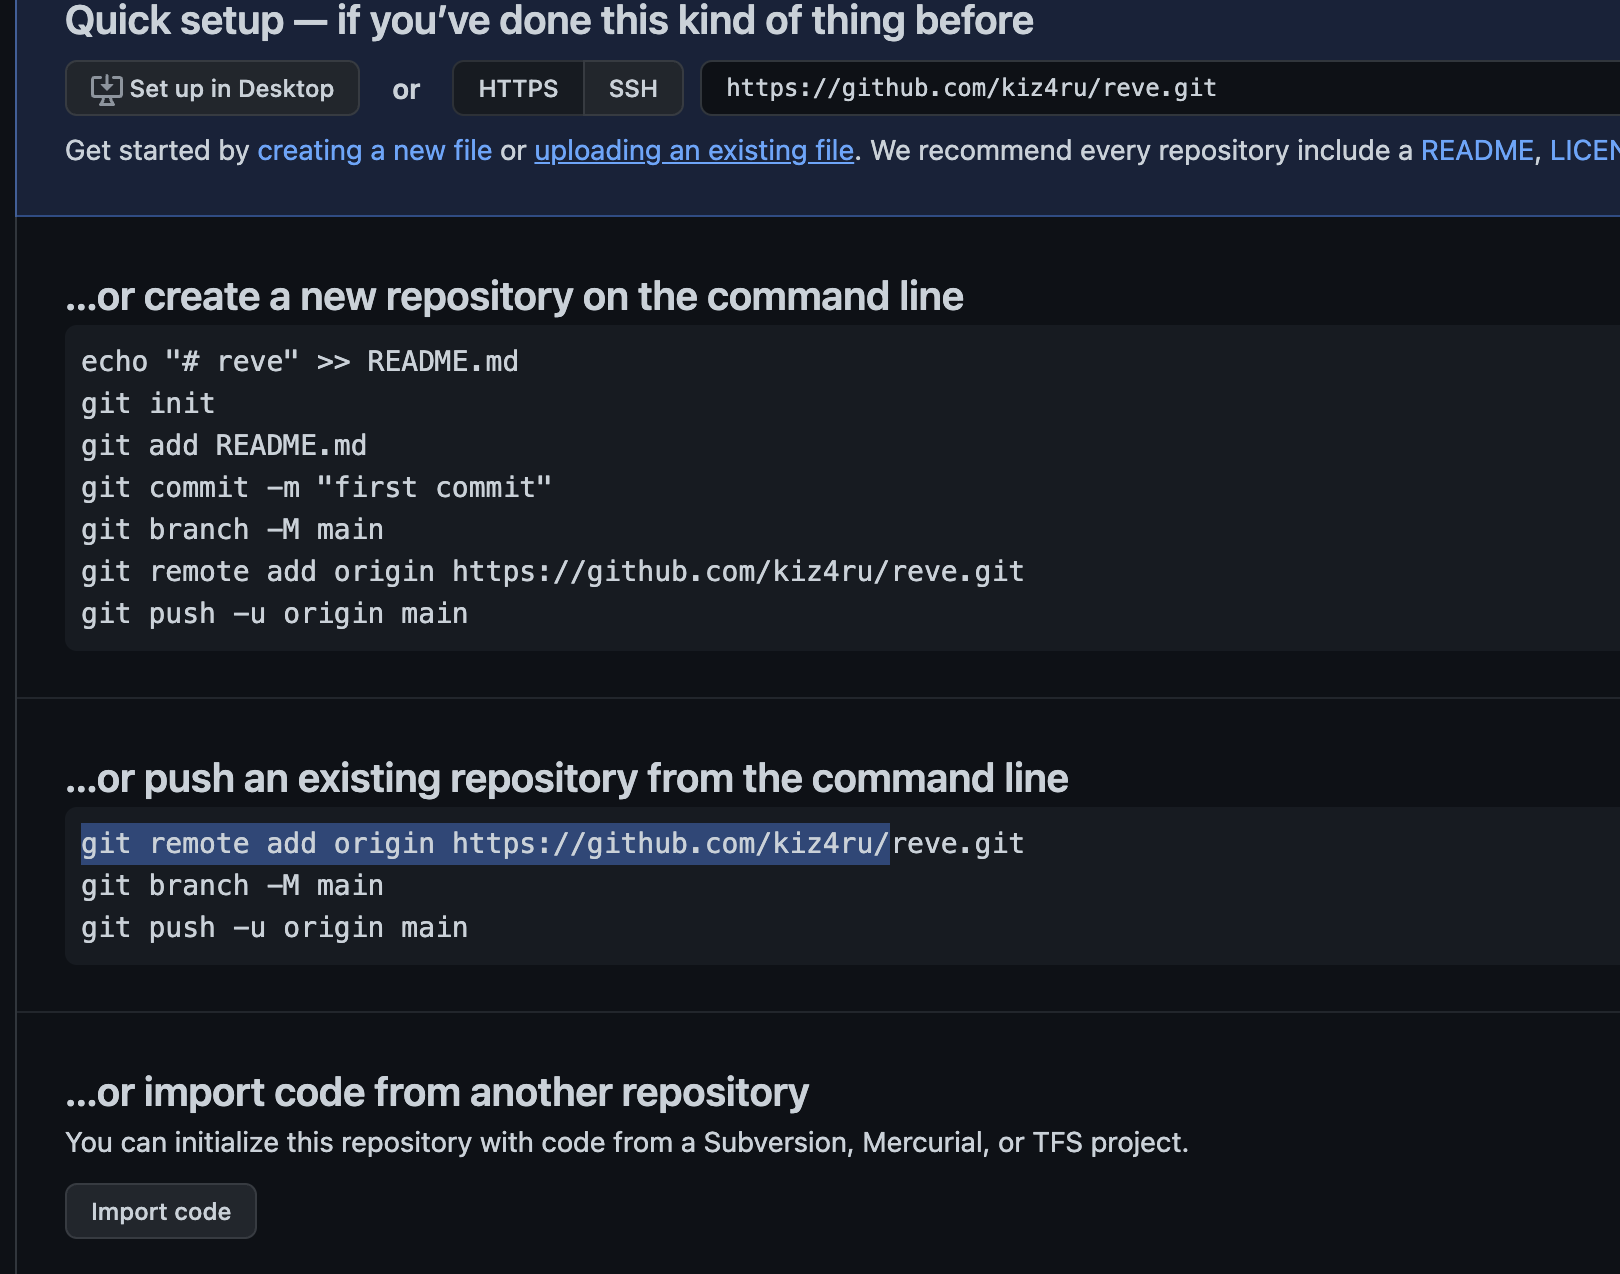 Quick setup — if you’ve done this kind of thing before
Set up in Desktop or HTTPS SSH https://github.com/kiz4ru/reve.git
Get started by creating a new file or uploading an existing file. We recommend every repository include a README,
…or create a new repository on the command line
echo "# reve" >> README.md
git init
git add README.md
git commit -m "first commit"
git branch -M main
git remote add origin https://github.com/kiz4ru/reve.git
git push -u origin main
…or push an existing repository from the command line
git remote add origin https://github.com/kiz4ru/reve.git
git branch -M main
git push -u origin main
…or import code from another repository
You can initialize this repository with code from a Subversion, Mercurial, or TFS project.
Import code